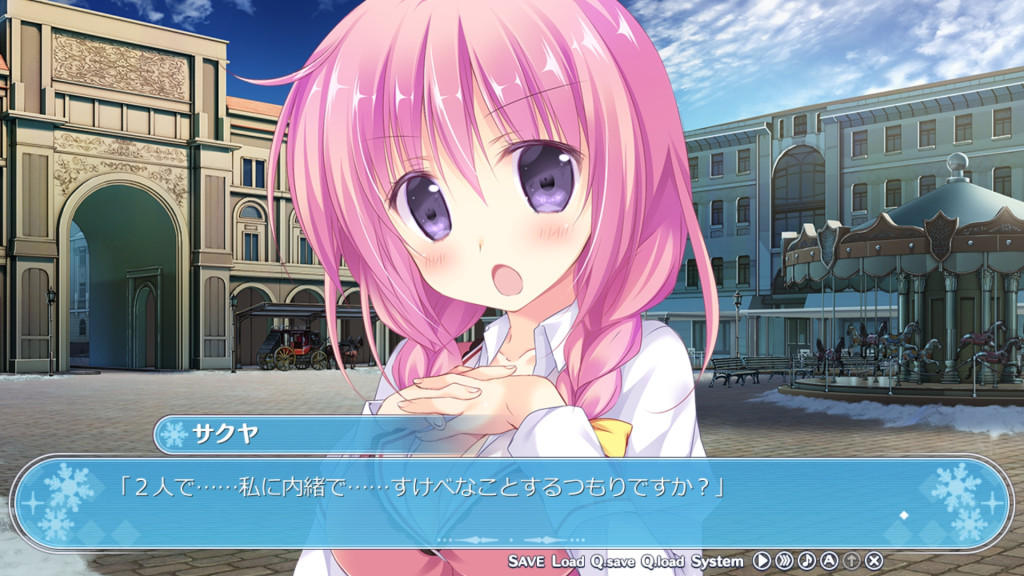 サクヤ
「２人で……私に内緒で……すけべなことするつもりですか？」
SAVE Load Q.save Q.load System